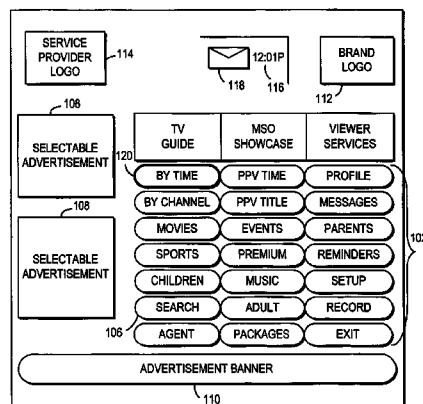 SERVICE
PROVIDER
LOGO
114
12:01P
118
116
BRAND
LOGO
112
108
SELECTABLE
ADVERTISEMENT
108
SELECTABLE
ADVERTISEMENT
TV
GUIDE
MSO
SHOWCASE
VIEWER
SERVICES
120
BY TIME PPV TIME PROFILE
BY CHANNEL PPV TITLE MESSAGES
MOVIES EVENTS PARENTS
SPORTS PREMIUM REMINDERS
CHILDREN MUSIC SETUP
SEARCH ADULT RECORD
AGENT PACKAGES EXIT
106
ADVERTISEMENT BANNER
110